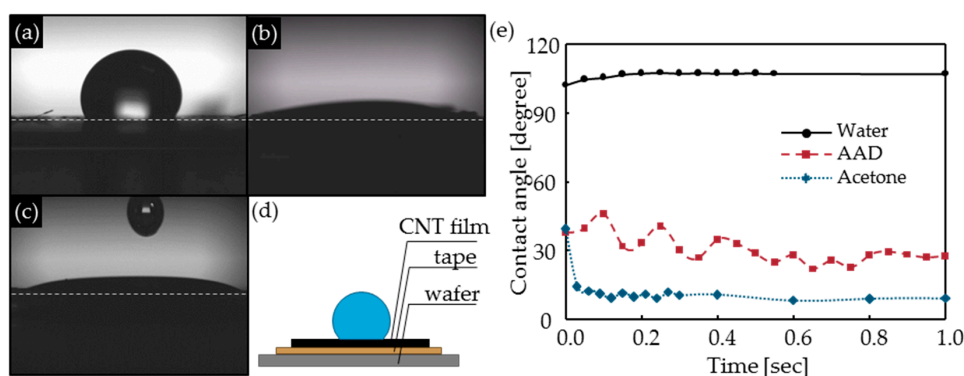 (a)
(b)
(c)
(d)
CNT film
tape
wafer
(e)
Contact angle [degree]
120
90
60
30
0
Water
AAD
Acetone
0.0 0.2 0.4 0.6 0.8 1.0
Time [sec]